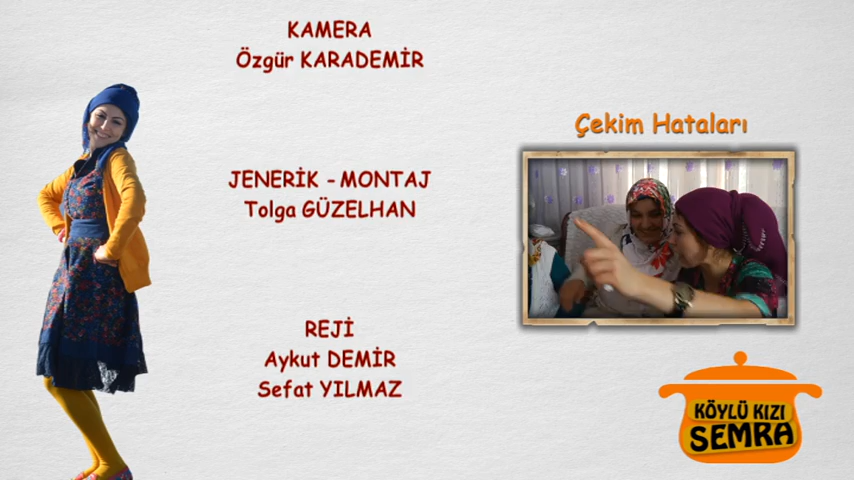 KAMERA
Özgür KARADEMİR
JENERİK - MONTAJ
Tolga GÜZELHAN
REJİ
Aykut DEMİR
Sefat YILMAZ
Çekim Hataları
KÖYLÜ KIZI
SEMRA